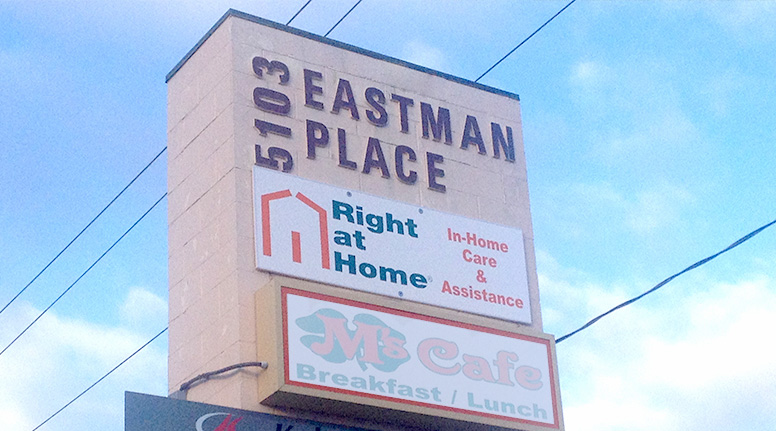 5103
EASTMAN
PLACE
Right
at
Home
In-Home
Care
&
Assistance
M's Cafe
Breakfast / Lunch